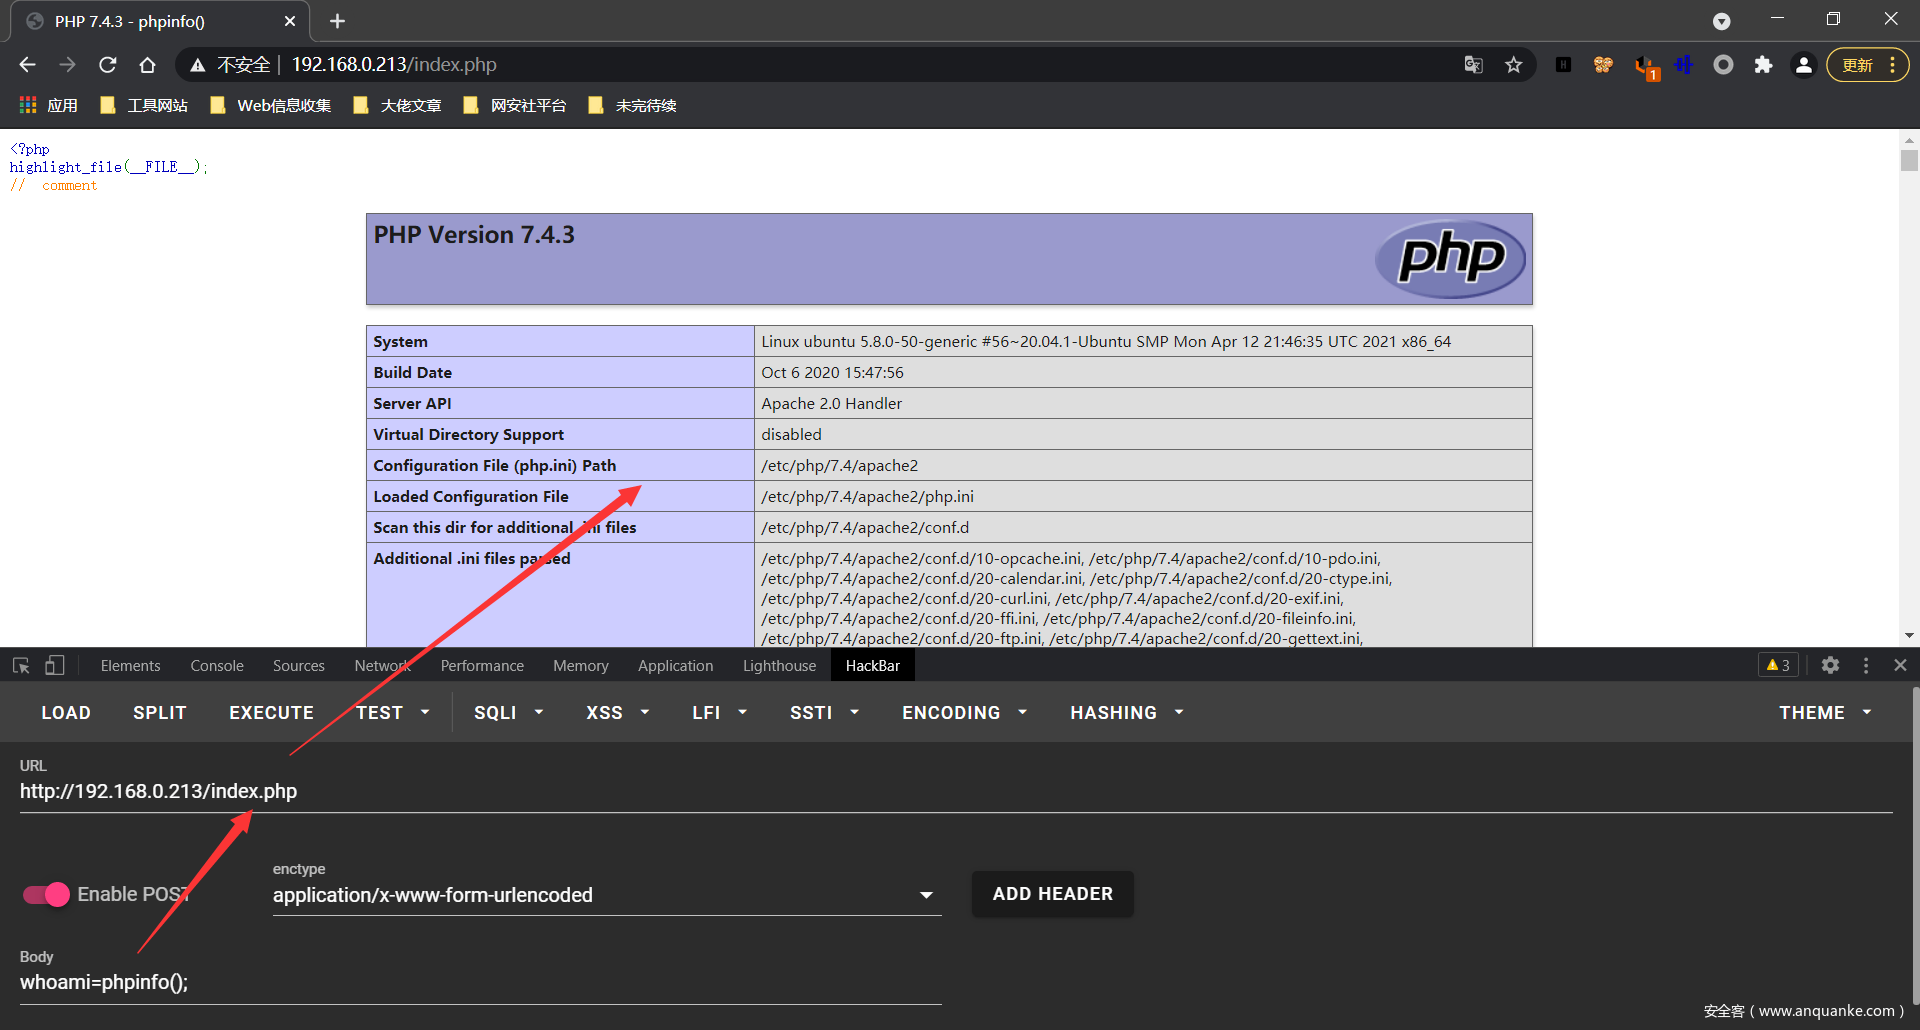 PHP 7.4.3 - phpinfo()
不安全 | 192.168.0.213/index.php
1
更新
应用 工具网站 Web信息收集 大佬文章 网安社平台 未完待续
<?php
highlight_file(__FILE__);
//  comment
PHP Version 7.4.3
php
System Linux ubuntu 5.8.0-50-generic #56~20.04.1-Ubuntu SMP Mon Apr 12 21:46:35 UTC 2021 x86_64
Build Date Oct 6 2020 15:47:56
Server API Apache 2.0 Handler
Virtual Directory Support disabled
Configuration File (php.ini) Path /etc/php/7.4/apache2
Loaded Configuration File /etc/php/7.4/apache2/php.ini
Scan this dir for additional .ini files /etc/php/7.4/apache2/conf.d
Additional .ini files parsed /etc/php/7.4/apache2/conf.d/10-opcache.ini, /etc/php/7.4/apache2/conf.d/10-pdo.ini,
/etc/php/7.4/apache2/conf.d/20-calendar.ini, /etc/php/7.4/apache2/conf.d/20-ctype.ini,
/etc/php/7.4/apache2/conf.d/20-curl.ini, /etc/php/7.4/apache2/conf.d/20-exif.ini,
/etc/php/7.4/apache2/conf.d/20-ffi.ini, /etc/php/7.4/apache2/conf.d/20-fileinfo.ini,
/etc/php/7.4/apache2/conf.d/20-ftp.ini, /etc/php/7.4/apache2/conf.d/20-gettext.ini,
Elements Console Sources Network Performance Memory Application Lighthouse HackBar 3
LOAD SPLIT EXECUTE TEST SQLI XSS LFI SSTI ENCODING HASHING THEME
URL
http://192.168.0.213/index.php
enctype
Enable POST application/x-www-form-urlencoded ADD HEADER
Body
whoami=phpinfo();
安全客 ( www.anquanke.com )